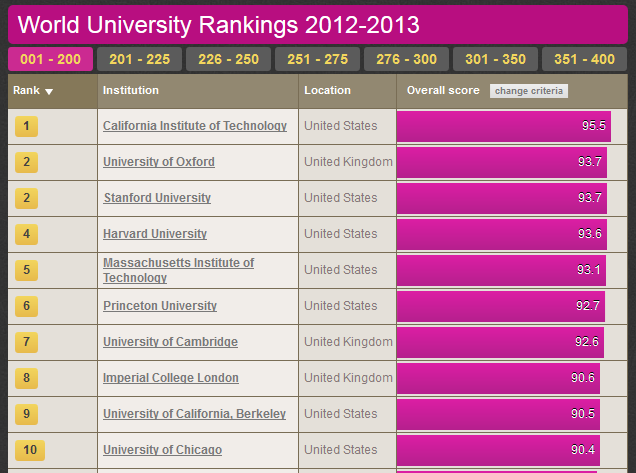 World University Rankings 2012-2013
001 - 200 201 - 225 226 - 250 251 - 275 276 - 300 301 - 350 351 - 400
Rank Institution Location Overall score change criteria
1 California Institute of Technology United States 95.5
2 University of Oxford United Kingdom 93.7
2 Stanford University United States 93.7
4 Harvard University United States 93.6
5 Massachusetts Institute of Technology United States 93.1
6 Princeton University United States 92.7
7 University of Cambridge United Kingdom 92.6
8 Imperial College London United Kingdom 90.6
9 University of California, Berkeley United States 90.5
10 University of Chicago United States 90.4